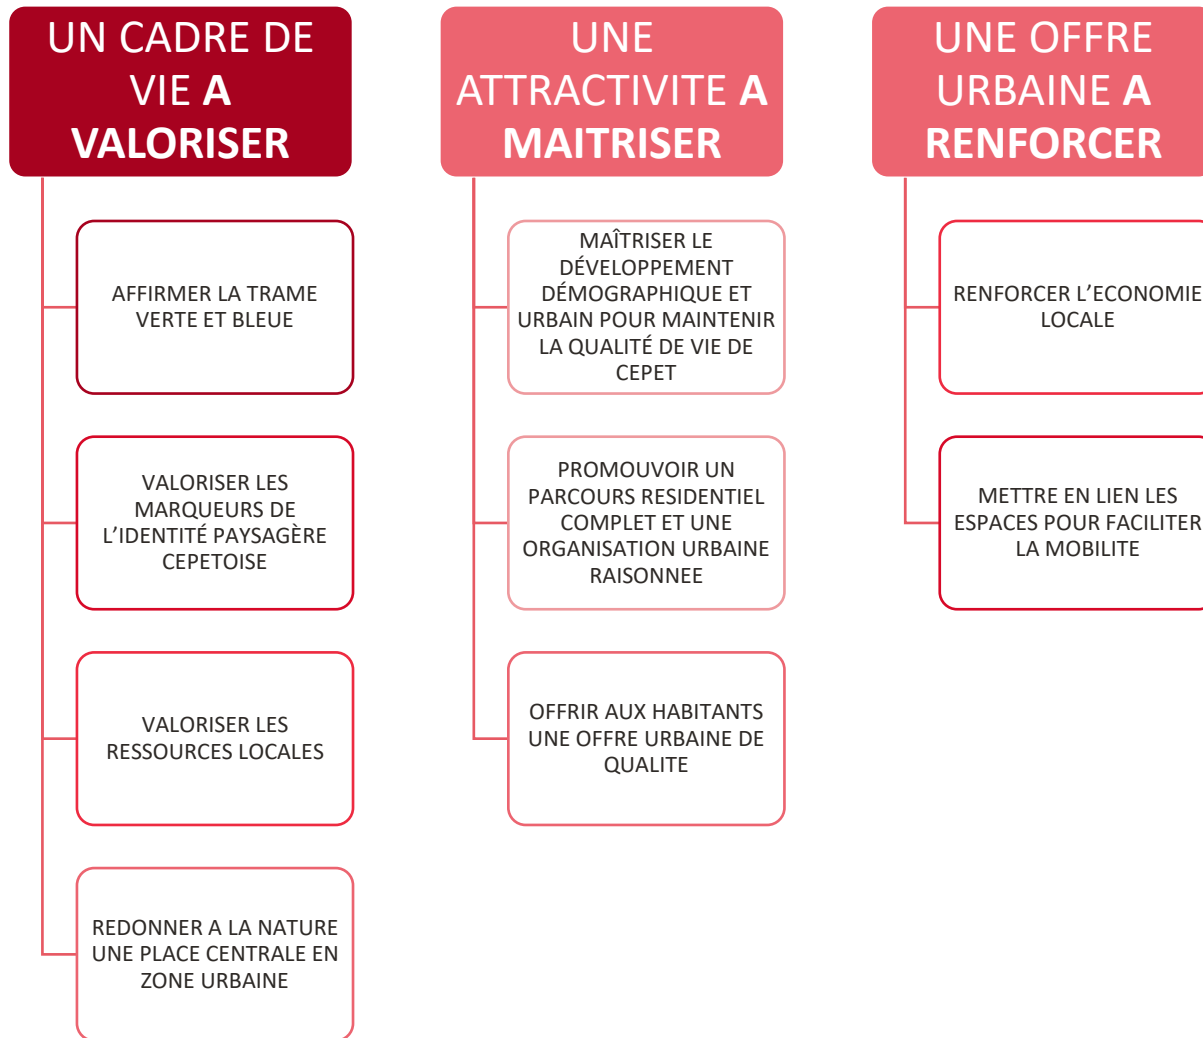 UN CADRE DE
VIE A
VALORISER
AFFIRMER LA TRAME
VERTE ET BLEUE
VALORISER LES
MARQUEURS DE
L’IDENTITÉ PAYSAGÈRE
CEPETOISE
VALORISER LES
RESSOURCES LOCALES
REDONNER A LA NATURE
UNE PLACE CENTRALE EN
ZONE URBAINE
UNE
ATTRACTIVITE A
MAITRISER
MAÎTRISER LE
DÉVELOPPEMENT
DÉMOGRAPHIQUE ET
URBAIN POUR MAINTENIR
LA QUALITÉ DE VIE DE
CEPET
PROMOUVOIR UN
PARCOURS RESIDENTIEL
COMPLET ET UNE
ORGANISATION URBAINE
RAISONNEE
OFFRIR AUX HABITANTS
UNE OFFRE URBAINE DE
QUALITE
UNE OFFRE
URBAINE A
RENFORCER
RENFORCER L’ECONOMIE
LOCALE
METTRE EN LIEN LES
ESPACES POUR FACILITER
LA MOBILITE